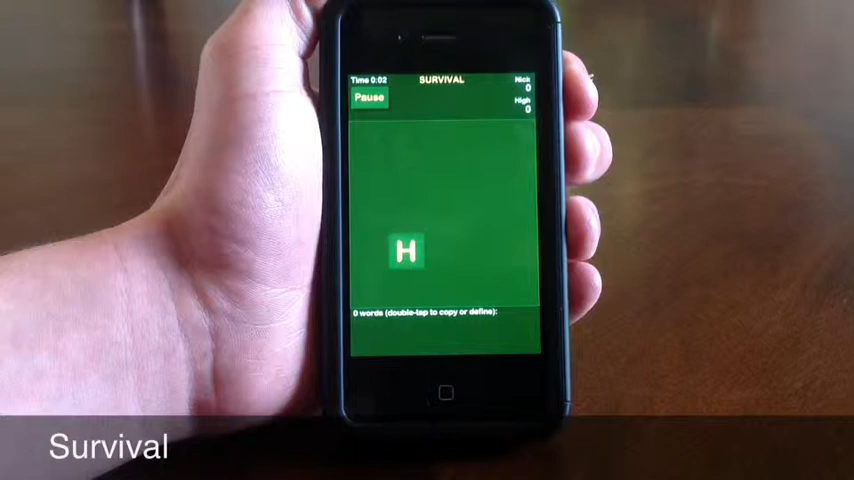 Time 0:02 SURVIVAL Nick
0
Pause
High
0
H
0 words (double-tap to copy or define):
Survival